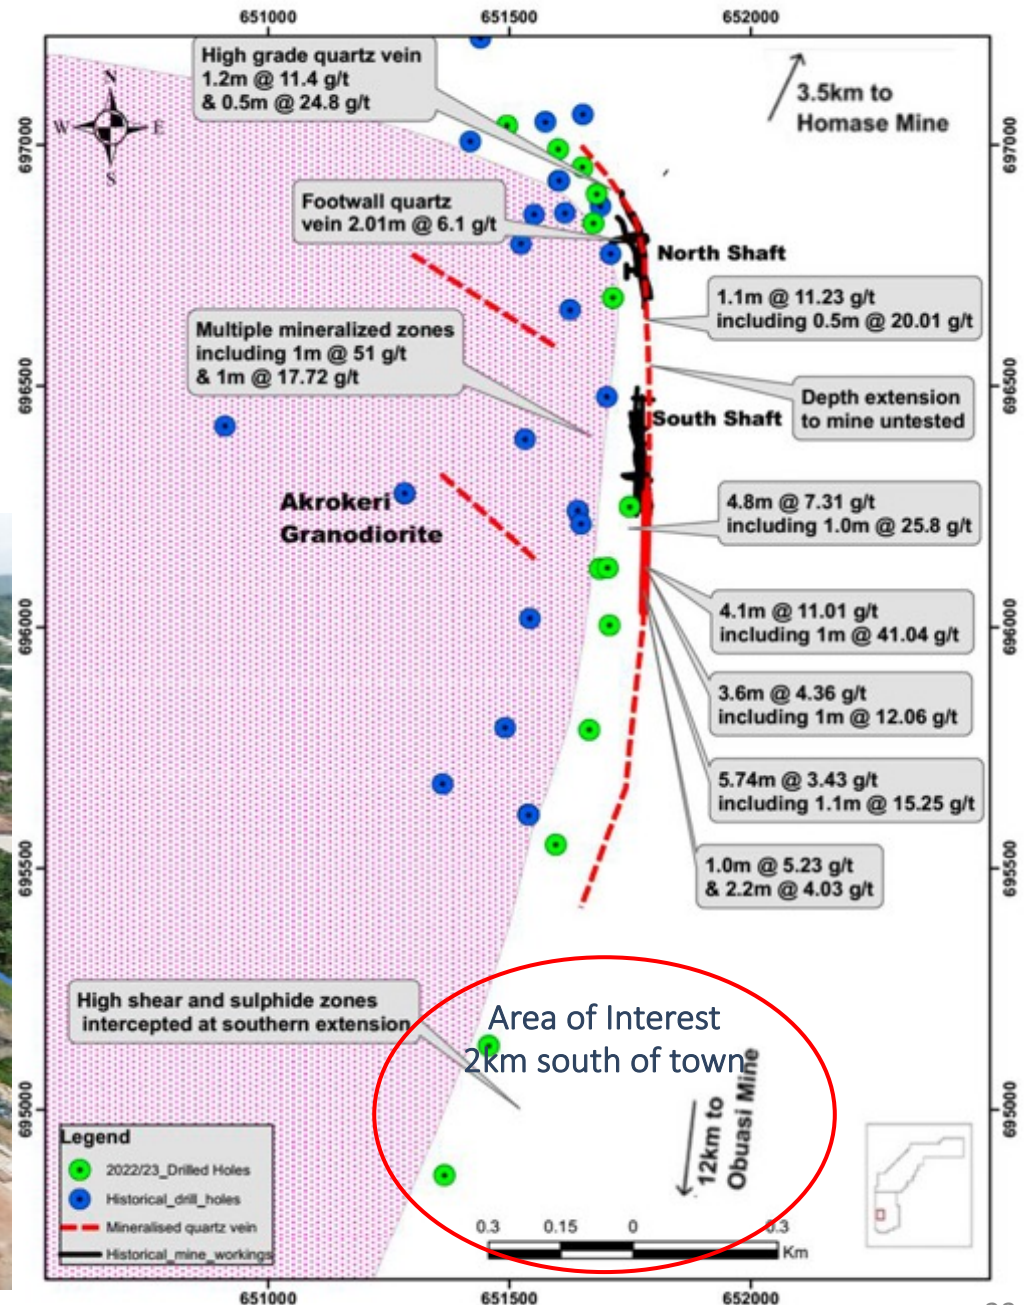 651000
651500
652000
High grade quartz vein
1.2m @ 11.4 g/t
& 0.5m @ 24.8 g/t
3.5km to
Homase Mine
N
W
E
S
697000
697000
Footwall quartz
vein 2.01m @ 6.1 g/t
North Shaft
1.1m @ 11.23 g/t
including 0.5m @ 20.01 g/t
Multiple mineralized zones
including 1m @ 51 g/t
& 1m @ 17.72 g/t
696500
696500
Depth extension
to mine untested
South Shaft
Akrokeri
Granodiorite
4.8m @ 7.31 g/t
including 1.0m @ 25.8 g/t
696000
696000
4.1m @ 11.01 g/t
including 1m @ 41.04 g/t
3.6m @ 4.36 g/t
including 1m @ 12.06 g/t
5.74m @ 3.43 g/t
including 1.1m @ 15.25 g/t
695500
695500
1.0m @ 5.23 g/t
& 2.2m @ 4.03 g/t
High shear and sulphide zones
intercepted at southern extension
Area of Interest
2km south of town
695000
695000
12km to
Obuasi Mine
Legend
2022/23_Drilled Holes
Historical_drill_holes
Mineralised quartz vein
Historical_mine_workings
0.3
0.15
0
0.3
Km
651000
651500
652000